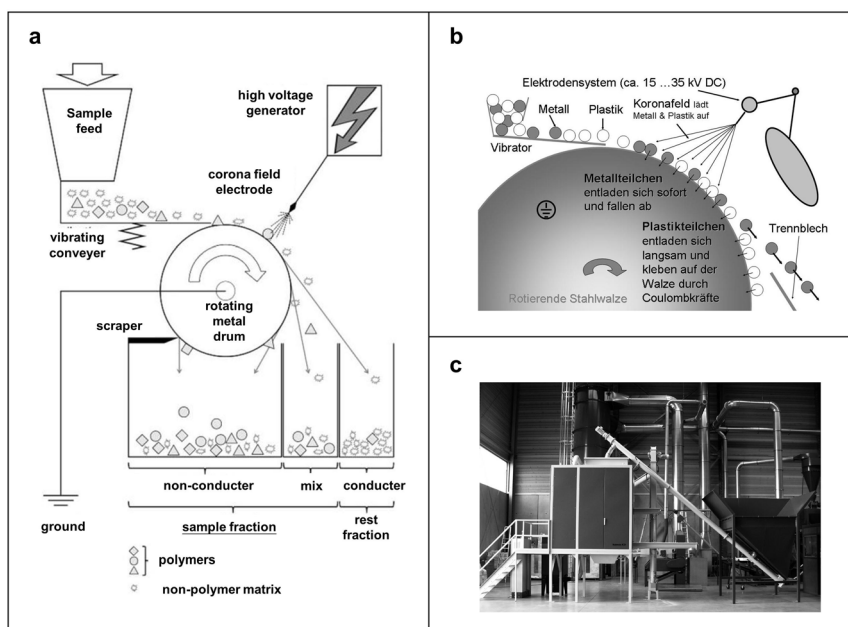 a
Sample
feed
high voltage
generator
corona field
electrode
vibrating
conveyer
rotating
metal
drum
scraper
non-conducter
mix
conducter
ground
sample fraction
rest
fraction
polymers
non-polymer matrix
b
Elektrodensystem (ca. 15 ...35 kV DC)
Metall
Plastik
Koronafeld lädt
Metall & Plastik auf
Vibrator
Metallteilchen
entladen sich sofort
und fallen ab
Plastikteilchen
entladen sich
langsam und
kleben auf der
Walze durch
Coulombkräfte
Trennblech
Rotierende Stahlwalze
c